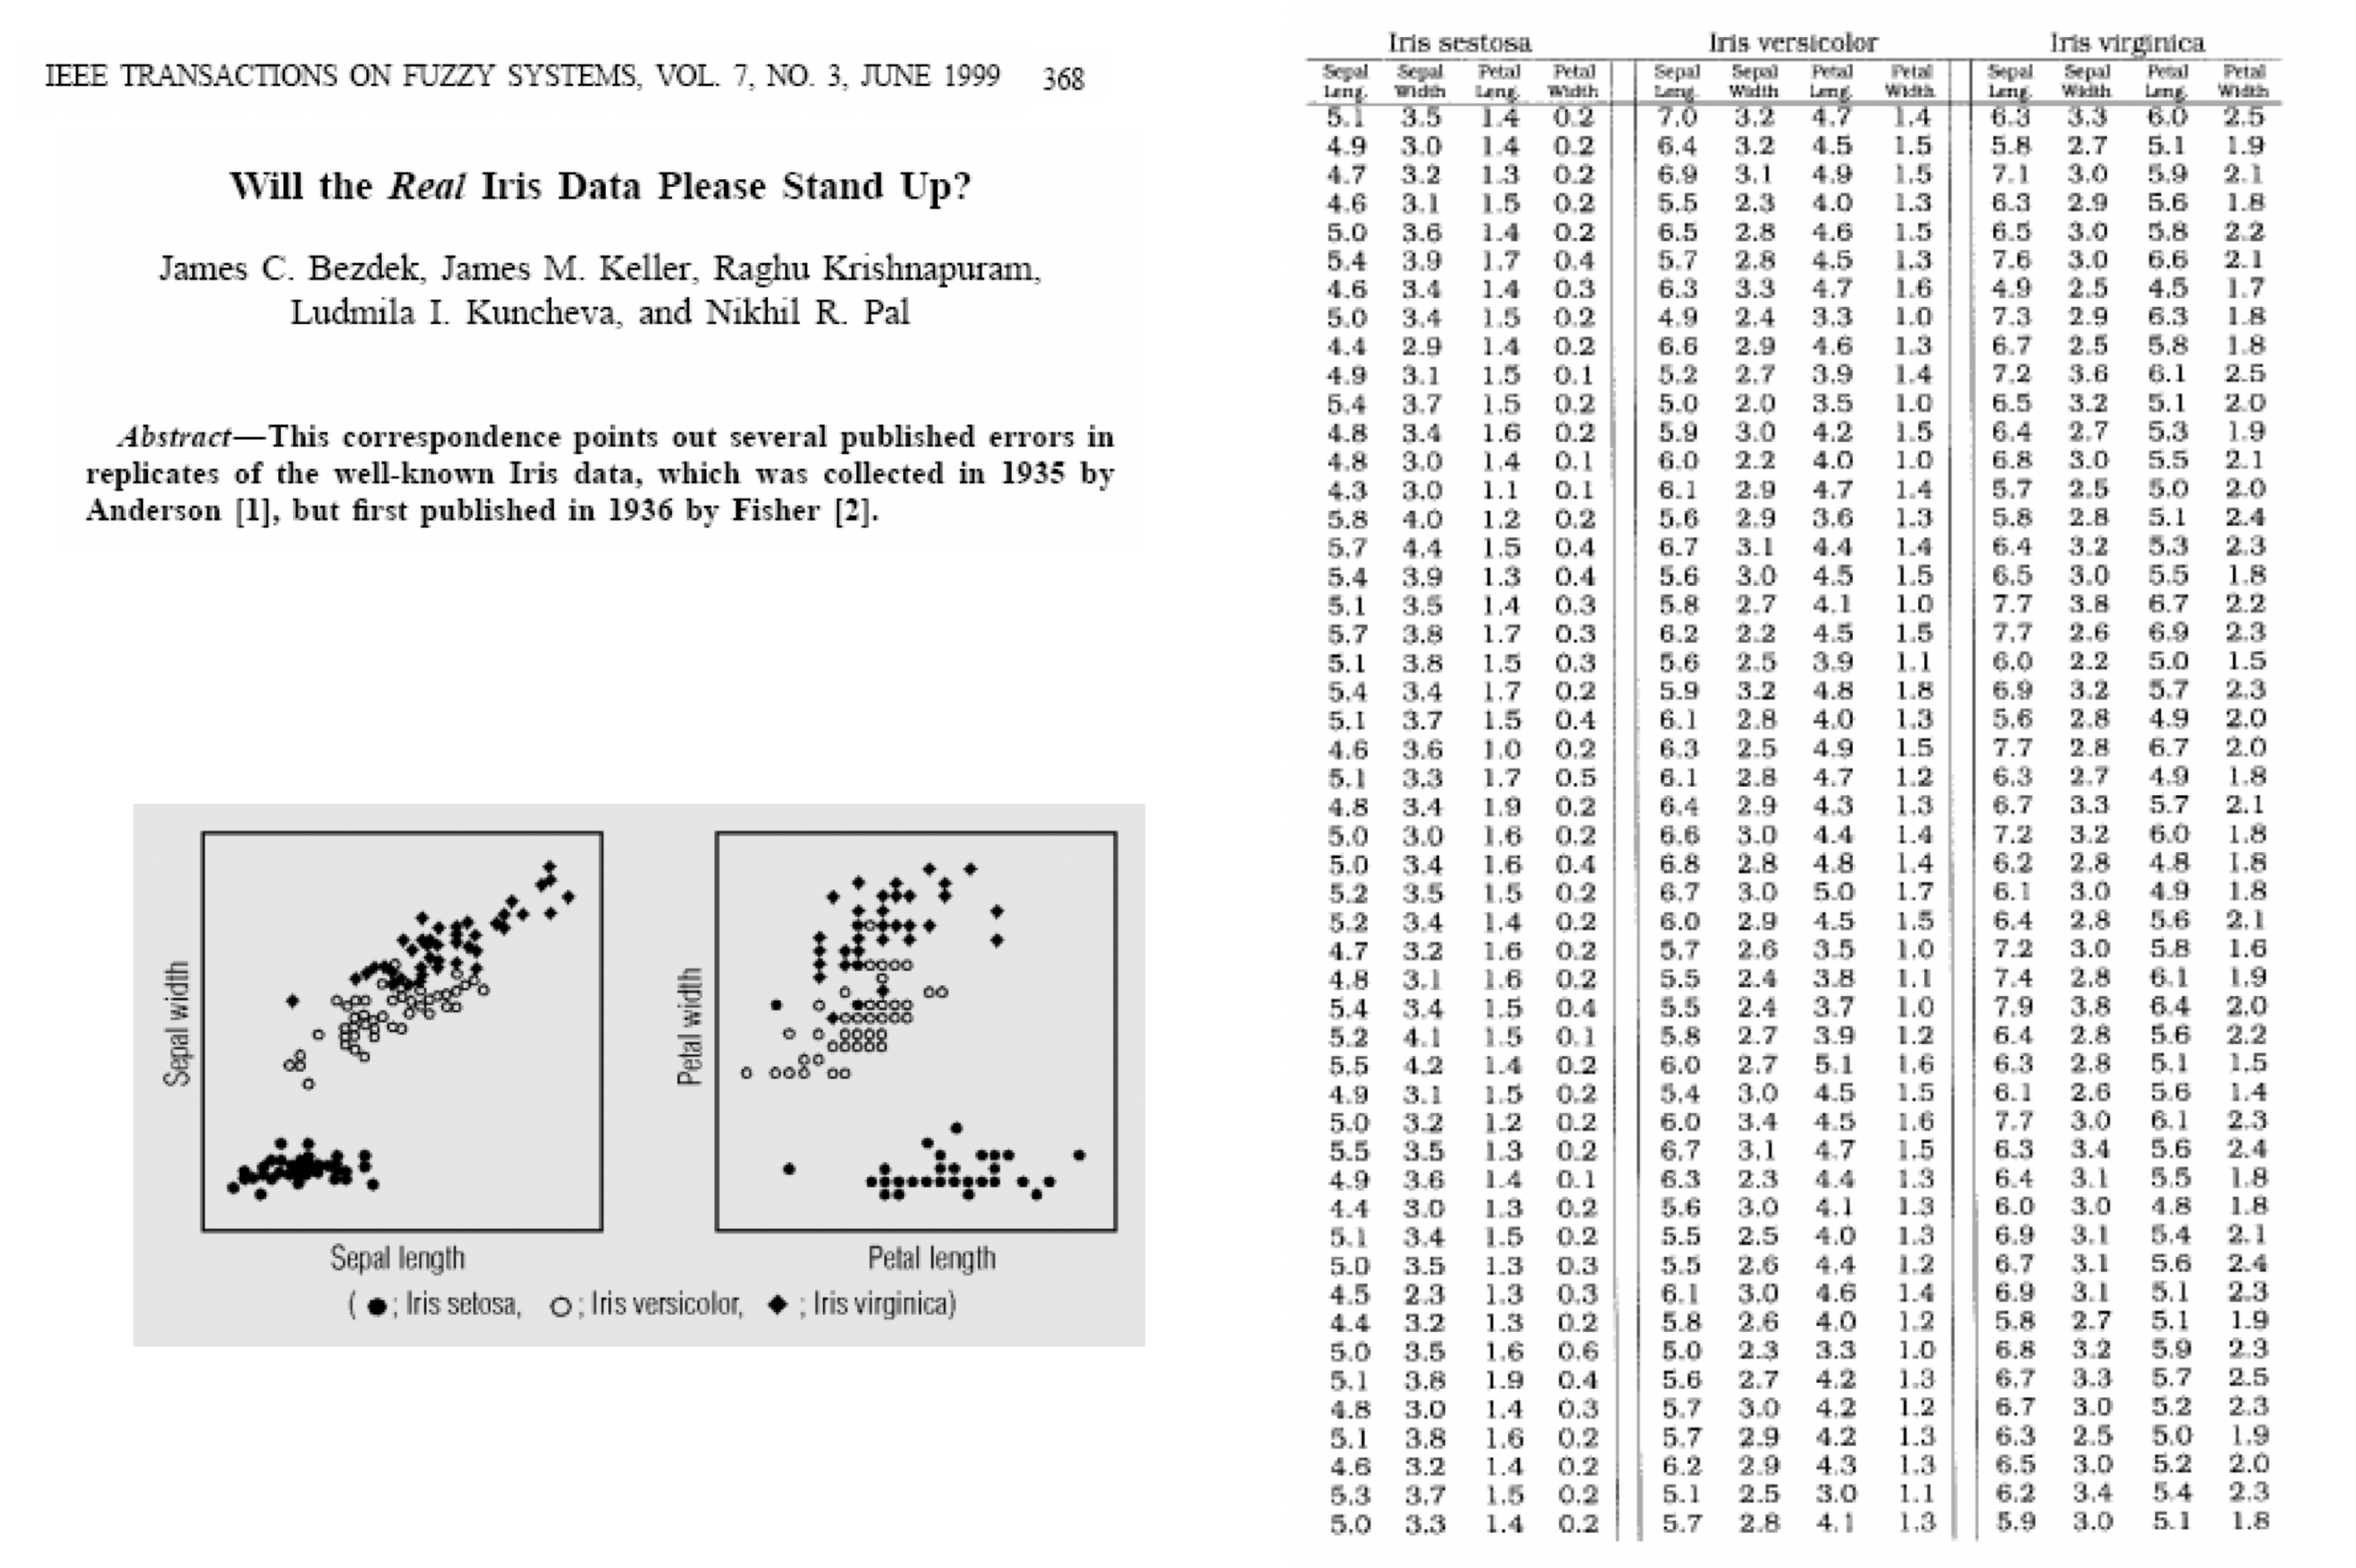 IEEE TRANSACTIONS ON FUZZY SYSTEMS, VOL. 7, NO. 3, JUNE 1999 368
Will the Real Iris Data Please Stand Up?
James C. Bezdek, James M. Keller, Raghu Krishnapuram,
Ludmila I. Kuncheva, and Nikhil R. Pal
Abstract—This correspondence points out several published errors in
replicates of the well-known Iris data, which was collected in 1935 by
Anderson [1], but first published in 1936 by Fisher [2].
Sepal width
Sepal length
Petal width
Petal length
( ● ; Iris setosa, ○ ; Iris versicolor, ◆ ; Iris virginica)
Iris sestosa Iris versicolor Iris virginica
Sepal Sepal Petal Petal Sepal Sepal Petal Petal Sepal Sepal Petal Petal
Leng. Width Leng. Width Leng. Width Leng. Width Leng. Width Leng. Width
5.1 3.5 1.4 0.2 7.0 3.2 4.7 1.4 6.3 3.3 6.0 2.5
4.9 3.0 1.4 0.2 6.4 3.2 4.5 1.5 5.8 2.7 5.1 1.9
4.7 3.2 1.3 0.2 6.9 3.1 4.9 1.5 7.1 3.0 5.9 2.1
4.6 3.1 1.5 0.2 5.5 2.3 4.0 1.3 6.3 2.9 5.6 1.8
5.0 3.6 1.4 0.2 6.5 2.8 4.6 1.5 6.5 3.0 5.8 2.2
5.4 3.9 1.7 0.4 5.7 2.8 4.5 1.3 7.6 3.0 6.6 2.1
4.6 3.4 1.4 0.3 6.3 3.3 4.7 1.6 4.9 2.5 4.5 1.7
5.0 3.4 1.5 0.2 4.9 2.4 3.3 1.0 7.3 2.9 6.3 1.8
4.4 2.9 1.4 0.2 6.6 2.9 4.6 1.3 6.7 2.5 5.8 1.8
4.9 3.1 1.5 0.1 5.2 2.7 3.9 1.4 7.2 3.6 6.1 2.5
5.4 3.7 1.5 0.2 5.0 2.0 3.5 1.0 6.5 3.2 5.1 2.0
4.8 3.4 1.6 0.2 5.9 3.0 4.2 1.5 6.4 2.7 5.3 1.9
4.8 3.0 1.4 0.1 6.0 2.2 4.0 1.0 6.8 3.0 5.5 2.1
4.3 3.0 1.1 0.1 6.1 2.9 4.7 1.4 5.7 2.5 5.0 2.0
5.8 4.0 1.2 0.2 5.6 2.9 3.6 1.3 5.8 2.8 5.1 2.4
5.7 4.4 1.5 0.4 6.7 3.1 4.4 1.4 6.4 3.2 5.3 2.3
5.4 3.9 1.3 0.4 5.6 3.0 4.5 1.5 6.5 3.0 5.5 1.8
5.1 3.5 1.4 0.3 5.8 2.7 4.1 1.0 7.7 3.8 6.7 2.2
5.7 3.8 1.7 0.3 6.2 2.2 4.5 1.5 7.7 2.6 6.9 2.3
5.1 3.8 1.5 0.3 5.6 2.5 3.9 1.1 6.0 2.2 5.0 1.5
5.4 3.4 1.7 0.2 5.9 3.2 4.8 1.8 6.9 3.2 5.7 2.3
5.1 3.7 1.5 0.4 6.1 2.8 4.0 1.3 5.6 2.8 4.9 2.0
4.6 3.6 1.0 0.2 6.3 2.5 4.9 1.5 7.7 2.8 6.7 2.0
5.1 3.3 1.7 0.5 6.1 2.8 4.7 1.2 6.3 2.7 4.9 1.8
4.8 3.4 1.9 0.2 6.4 2.9 4.3 1.3 6.7 3.3 5.7 2.1
5.0 3.0 1.6 0.2 6.6 3.0 4.4 1.4 7.2 3.2 6.0 1.8
5.0 3.4 1.6 0.4 6.8 2.8 4.8 1.4 6.2 2.8 4.8 1.8
5.2 3.5 1.5 0.2 6.7 3.0 5.0 1.7 6.1 3.0 4.9 1.8
5.2 3.4 1.4 0.2 6.0 2.9 4.5 1.5 6.4 2.8 5.6 2.1
4.7 3.2 1.6 0.2 5.7 2.6 3.5 1.0 7.2 3.0 5.8 1.6
4.8 3.1 1.6 0.2 5.5 2.4 3.8 1.1 7.4 2.8 6.1 1.9
5.4 3.4 1.5 0.4 5.5 2.4 3.7 1.0 7.9 3.8 6.4 2.0
5.2 4.1 1.5 0.1 5.8 2.7 3.9 1.2 6.4 2.8 5.6 2.2
5.5 4.2 1.4 0.2 6.0 2.7 5.1 1.6 6.3 2.8 5.1 1.5
4.9 3.1 1.5 0.2 5.4 3.0 4.5 1.5 6.1 2.6 5.6 1.4
5.0 3.2 1.2 0.2 6.0 3.4 4.5 1.6 7.7 3.0 6.1 2.3
5.5 3.5 1.3 0.2 6.7 3.1 4.7 1.5 6.3 3.4 5.6 2.4
4.9 3.6 1.4 0.1 6.3 2.3 4.4 1.3 6.4 3.1 5.5 1.8
4.4 3.0 1.3 0.2 5.6 3.0 4.1 1.3 6.0 3.0 4.8 1.8
5.1 3.4 1.5 0.2 5.5 2.5 4.0 1.3 6.9 3.1 5.4 2.1
5.0 3.5 1.3 0.3 5.5 2.6 4.4 1.2 6.7 3.1 5.6 2.4
4.5 2.3 1.3 0.3 6.1 3.0 4.6 1.4 6.9 3.1 5.1 2.3
4.4 3.2 1.3 0.2 5.8 2.6 4.0 1.2 5.8 2.7 5.1 1.9
5.0 3.5 1.6 0.6 5.0 2.3 3.3 1.0 6.8 3.2 5.9 2.3
5.1 3.8 1.9 0.4 5.6 2.7 4.2 1.3 6.7 3.3 5.7 2.5
4.8 3.0 1.4 0.3 5.7 3.0 4.2 1.2 6.7 3.0 5.2 2.3
5.1 3.8 1.6 0.2 5.7 2.9 4.2 1.3 6.3 2.5 5.0 1.9
4.6 3.2 1.4 0.2 6.2 2.9 4.3 1.3 6.5 3.0 5.2 2.0
5.3 3.7 1.5 0.2 5.1 2.5 3.0 1.1 6.2 3.4 5.4 2.3
5.0 3.3 1.4 0.2 5.7 2.8 4.1 1.3 5.9 3.0 5.1 1.8